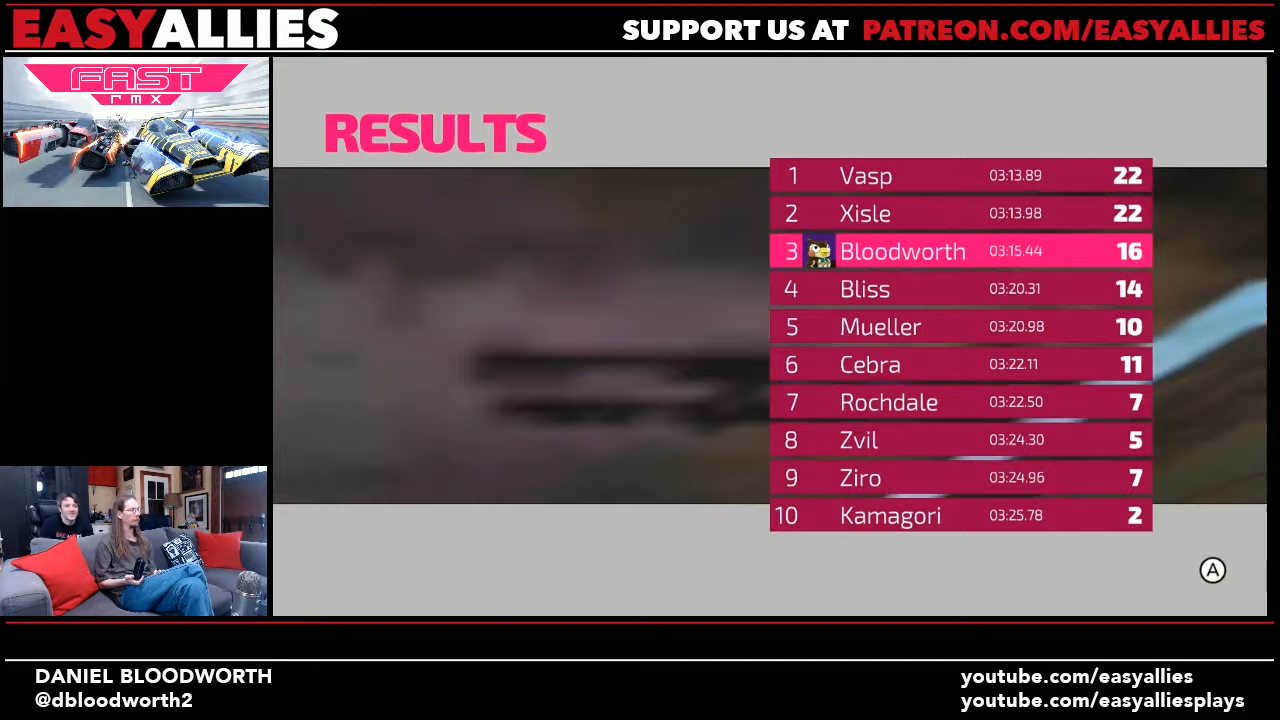 EASYALLIES
SUPPORT US AT PATREON.COM/EASYALLIES
FAST
rmx
RESULTS
1 Vasp 03:13.89 22
2 Xisle 03:13.98 22
3 Bloodworth 03:15.44 16
4 Bliss 03:20.31 14
5 Mueller 03:20.98 10
6 Cebra 03:22.11 11
7 Rochdale 03:22.50 7
8 Zvil 03:24.30 5
9 Ziro 03:24.96 7
10 Kamagori 03:25.78 2
A
DANIEL BLOODWORTH
@dbloodworth2
youtube.com/easyallies
youtube.com/easyalliesplays